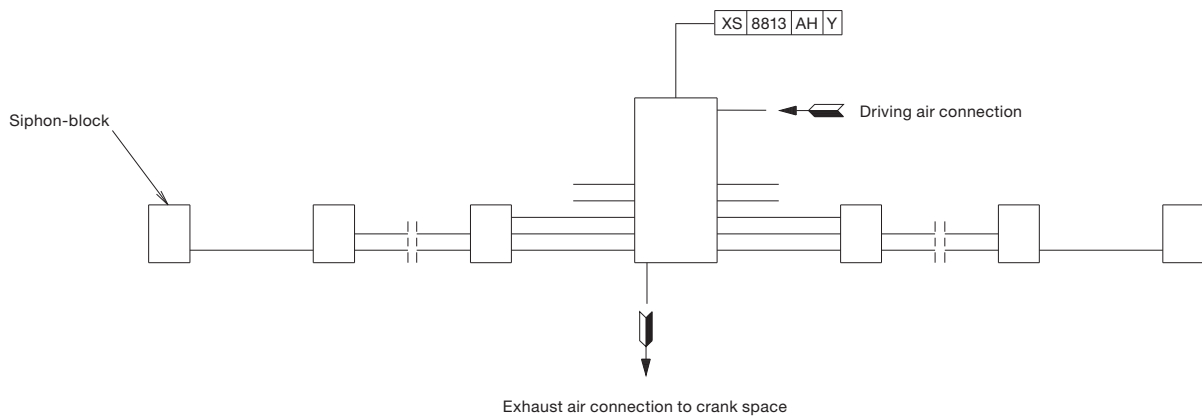 XS 8813 AH Y
Siphon-block
Driving air connection
Exhaust air connection to crank space